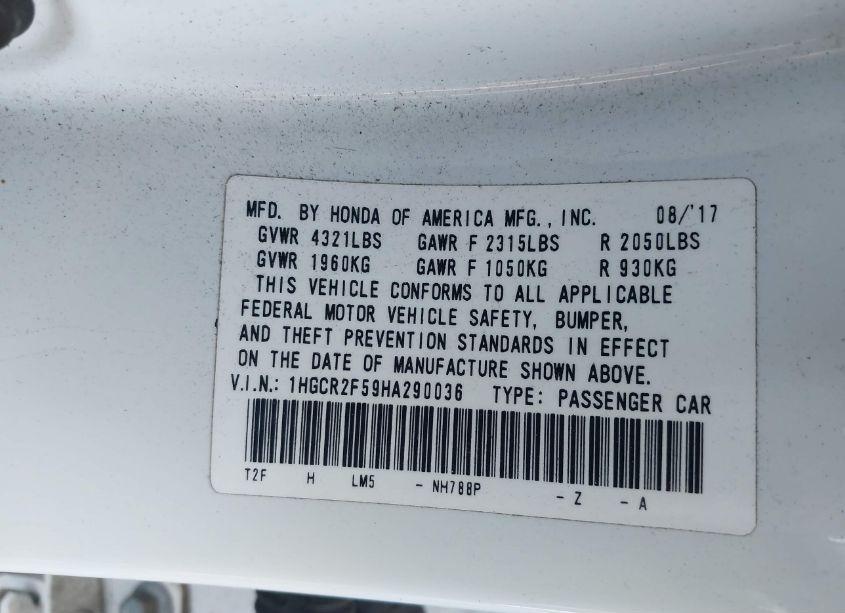 MFD. BY HONDA OF AMERICA MFG., INC. 08/'17
GVWR 4321LBS GAWR F 2315LBS R 2050LBS
GVWR 1960KG GAWR F 1050KG R 930KG
THIS VEHICLE CONFORMS TO ALL APPLICABLE
FEDERAL MOTOR VEHICLE SAFETY, BUMPER,
AND THEFT PREVENTION STANDARDS IN EFFECT
ON THE DATE OF MANUFACTURE SHOWN ABOVE.
V.I.N.: 1HGCR2F59HA290036 TYPE: PASSENGER CAR
T2F H LM5 - NH788P - Z - A